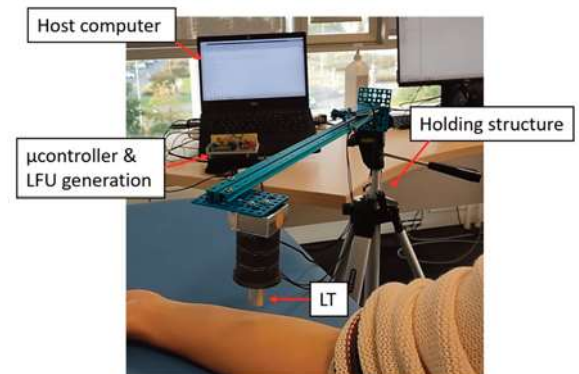 Host computer
Holding structure
µcontroller &
LFU generation
LT